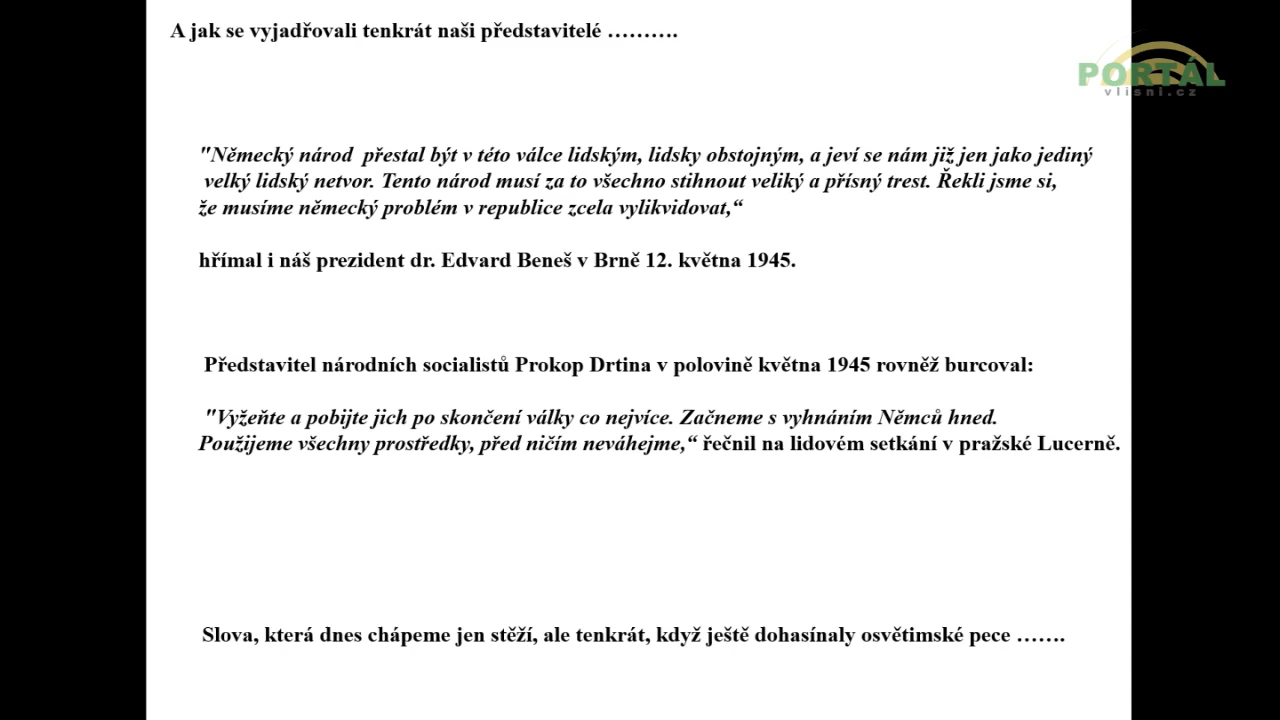 A jak se vyjadřovali tenkrát naši představitelé ……….
PORTÁL
vlisni.cz
"Německý národ  přestal být v této válce lidským, lidsky obstojným, a jeví se nám již jen jako jediný
velký lidský netvor. Tento národ musí za to všechno stihnout veliký a přísný trest. Řekli jsme si,
že musíme německý problém v republice zcela vylikvidovat,“
hřímal i náš prezident dr. Edvard Beneš v Brně 12. května 1945.
Představitel národních socialistů Prokop Drtina v polovině května 1945 rovněž burcoval:
"Vyžeňte a pobijte jich po skončení války co nejvíce. Začneme s vyhnáním Němců hned.
Použijeme všechny prostředky, před ničím neváhejme,“ řečnil na lidovém setkání v pražské Lucerně.
Slova, která dnes chápeme jen stěží, ale tenkrát, když ještě dohasínaly osvětimské pece …….